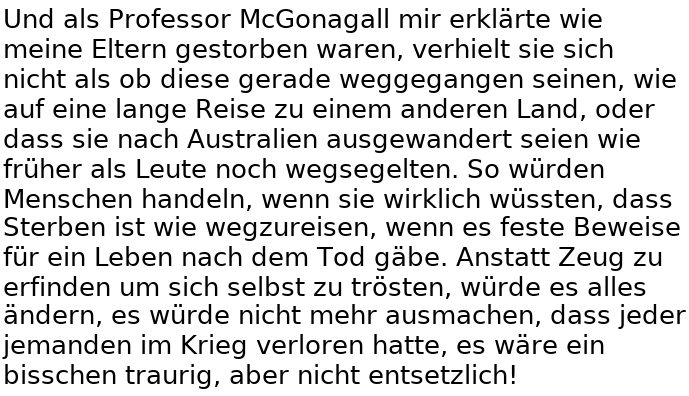 Und als Professor McGonagall mir erklärte wie
meine Eltern gestorben waren, verhielt sie sich
nicht als ob diese gerade weggegangen seinen, wie
auf eine lange Reise zu einem anderen Land, oder
dass sie nach Australien ausgewandert seien wie
früher als Leute noch wegsegelten. So würden
Menschen handeln, wenn sie wirklich wüssten, dass
Sterben ist wie wegzureisen, wenn es feste Beweise
für ein Leben nach dem Tod gäbe. Anstatt Zeug zu
erfinden um sich selbst zu trösten, würde es alles
ändern, es würde nicht mehr ausmachen, dass jeder
jemanden im Krieg verloren hatte, es wäre ein
bisschen traurig, aber nicht entsetzlich!